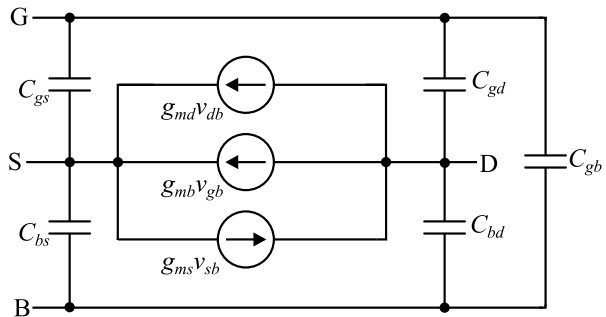 G
C_gs
g_md v_db
C_gd
S
g_mb v_gb
D
C_gb
C_bs
g_ms v_sb
C_bd
B